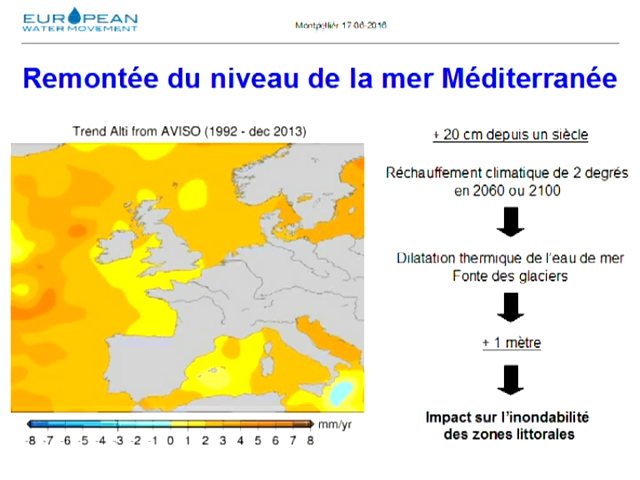 EUROPEAN
WATER MOVEMENT
Montpellier 17-06-2016
Remontée du niveau de la mer Méditerranée
Trend Alti from AVISO (1992 - dec 2013)
-8 -7 -6 -5 -4 -3 -2 -1 0 1 2 3 4 5 6 7 8
mm/yr
+ 20 cm depuis un siècle
Réchauffement climatique de 2 degrés
en 2060 ou 2100
Dilatation thermique de l'eau de mer
Fonte des glaciers
+ 1 mètre
Impact sur l'inondabilité
des zones littorales